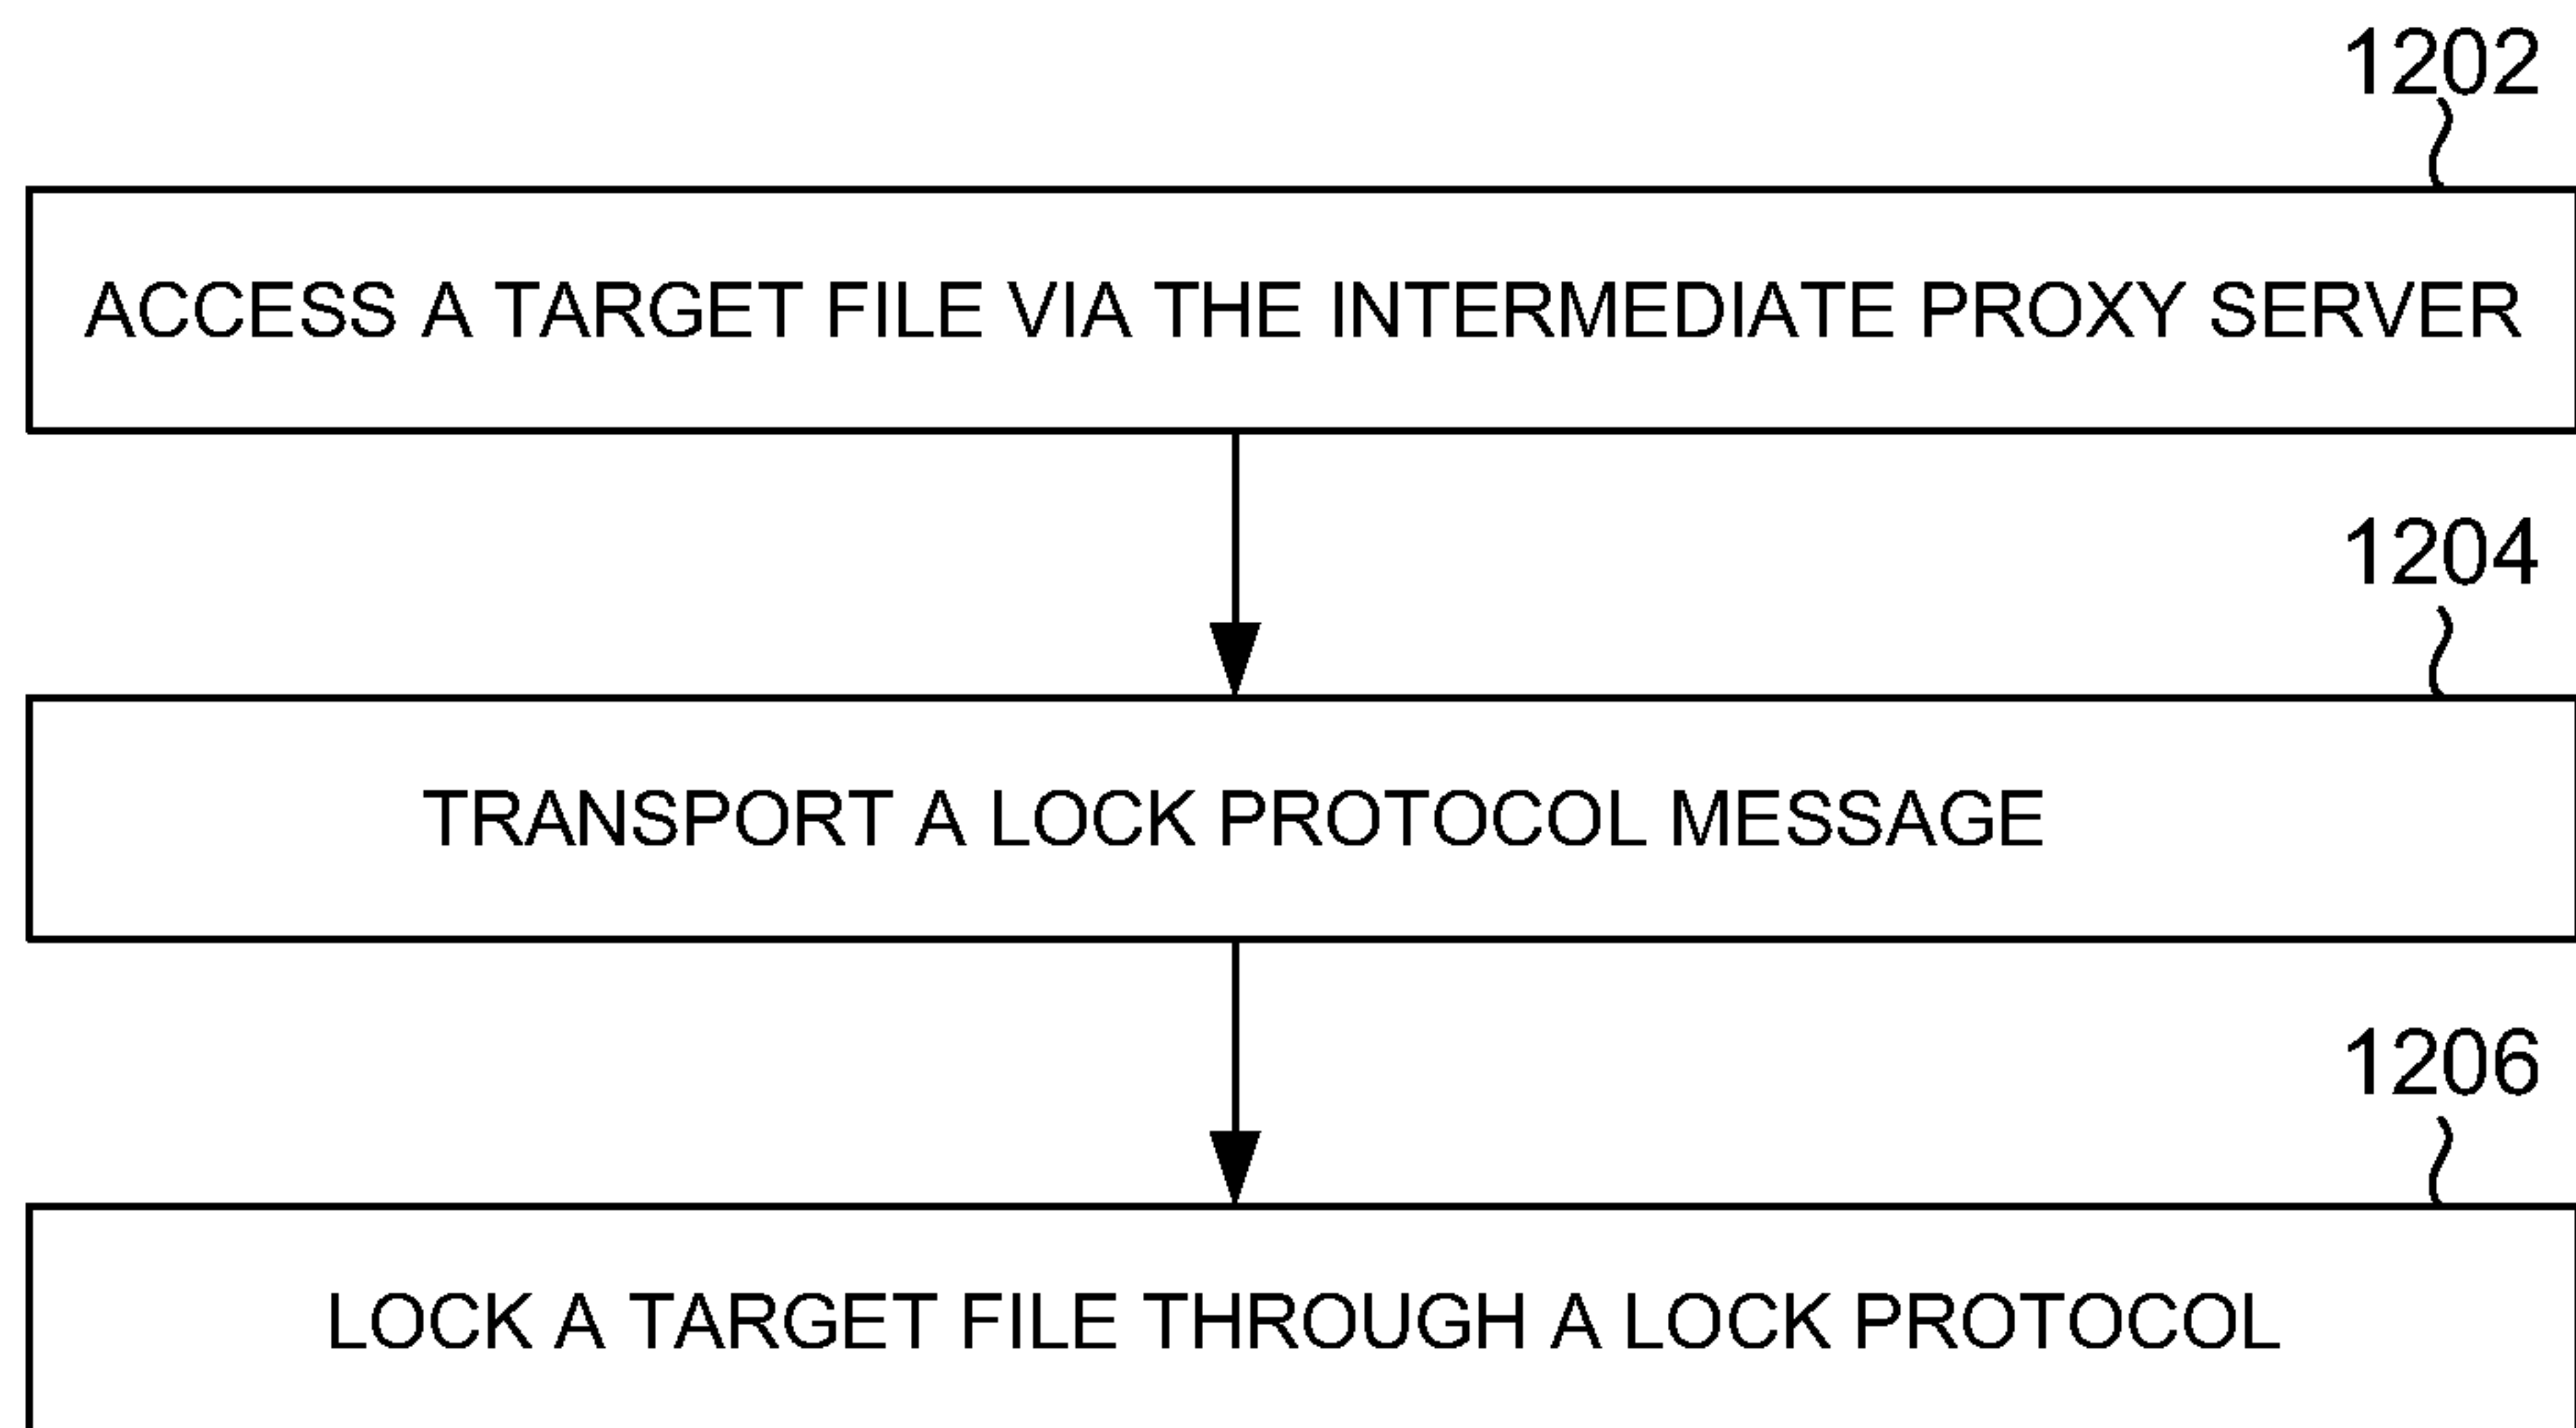 1202
ACCESS A TARGET FILE VIA THE INTERMEDIATE PROXY SERVER
1204
TRANSPORT A LOCK PROTOCOL MESSAGE
1206
LOCK A TARGET FILE THROUGH A LOCK PROTOCOL